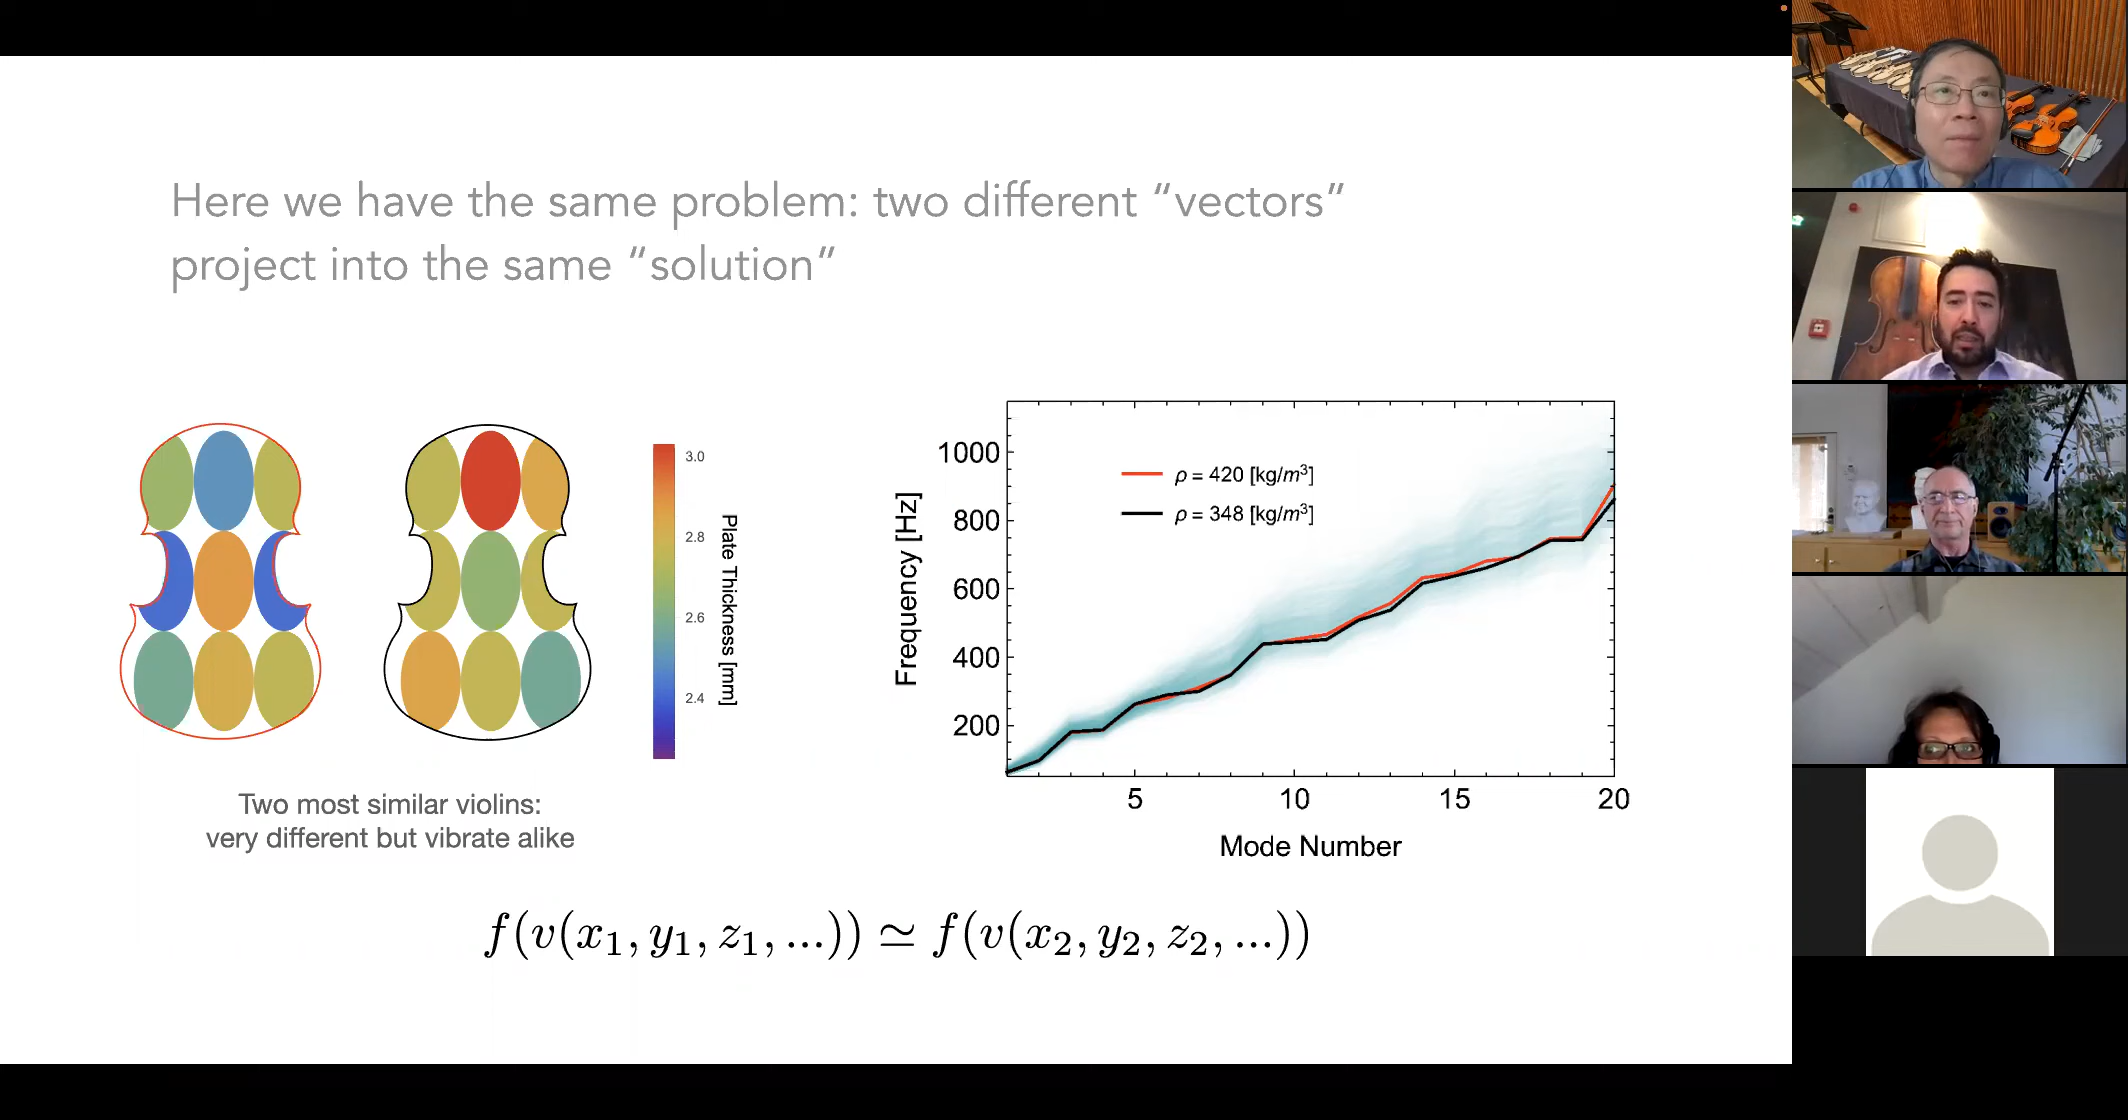 Here we have the same problem: two different “vectors”
project into the same “solution”
3.0
2.8
2.6
2.4
Plate Thickness [mm]
Two most similar violins:
very different but vibrate alike
1000
800
600
400
200
Frequency [Hz]
ρ = 420 [kg/m³]
ρ = 348 [kg/m³]
5 10 15 20
Mode Number
f(v(x₁, y₁, z₁, ...)) ≃ f(v(x₂, y₂, z₂, ...))